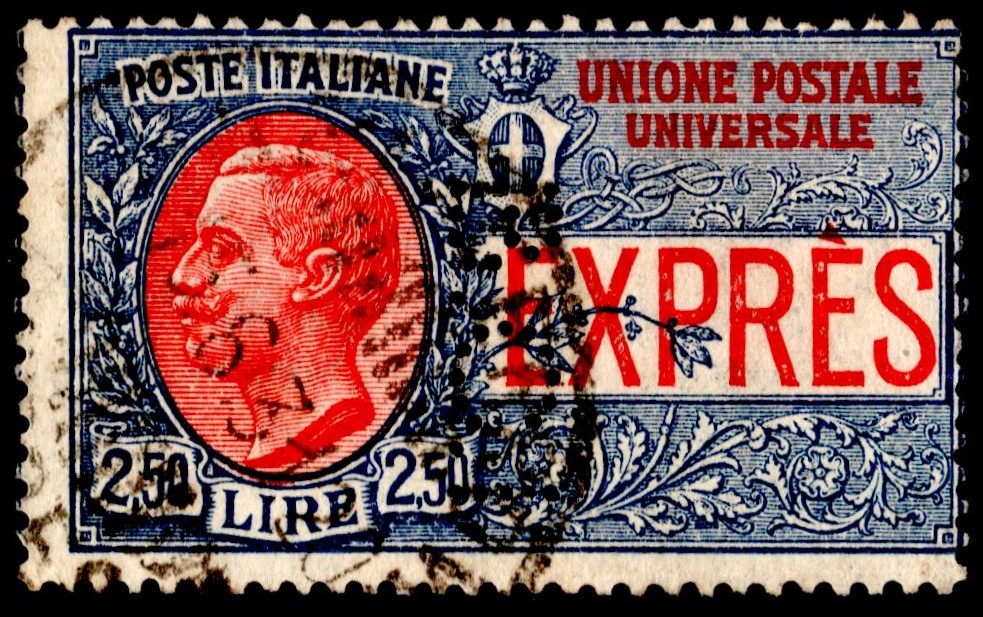 POSTE ITALIANE
UNIONE POSTALE
UNIVERSALE
EXPRÈS
2,50 LIRE 2,50